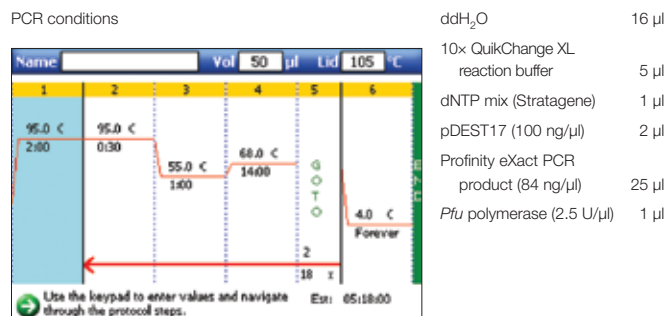 PCR conditions
Name Vol 50 µl Lid 105 °C
1 2 3 4 5 6
95.0 C 95.0 C
2:00 0:30
55.0 C 68.0 C
1:00 14:00
GOTO
4.0 C
Forever
END
2
18 x
Use the keypad to enter values and navigate
through the protocol steps.
Est: 05:18:00
ddH₂O 16 µl
10× QuikChange XL
reaction buffer 5 µl
dNTP mix (Stratagene) 1 µl
pDEST17 (100 ng/µl) 2 µl
Profinity eXact PCR
product (84 ng/µl) 25 µl
Pfu polymerase (2.5 U/µl) 1 µl